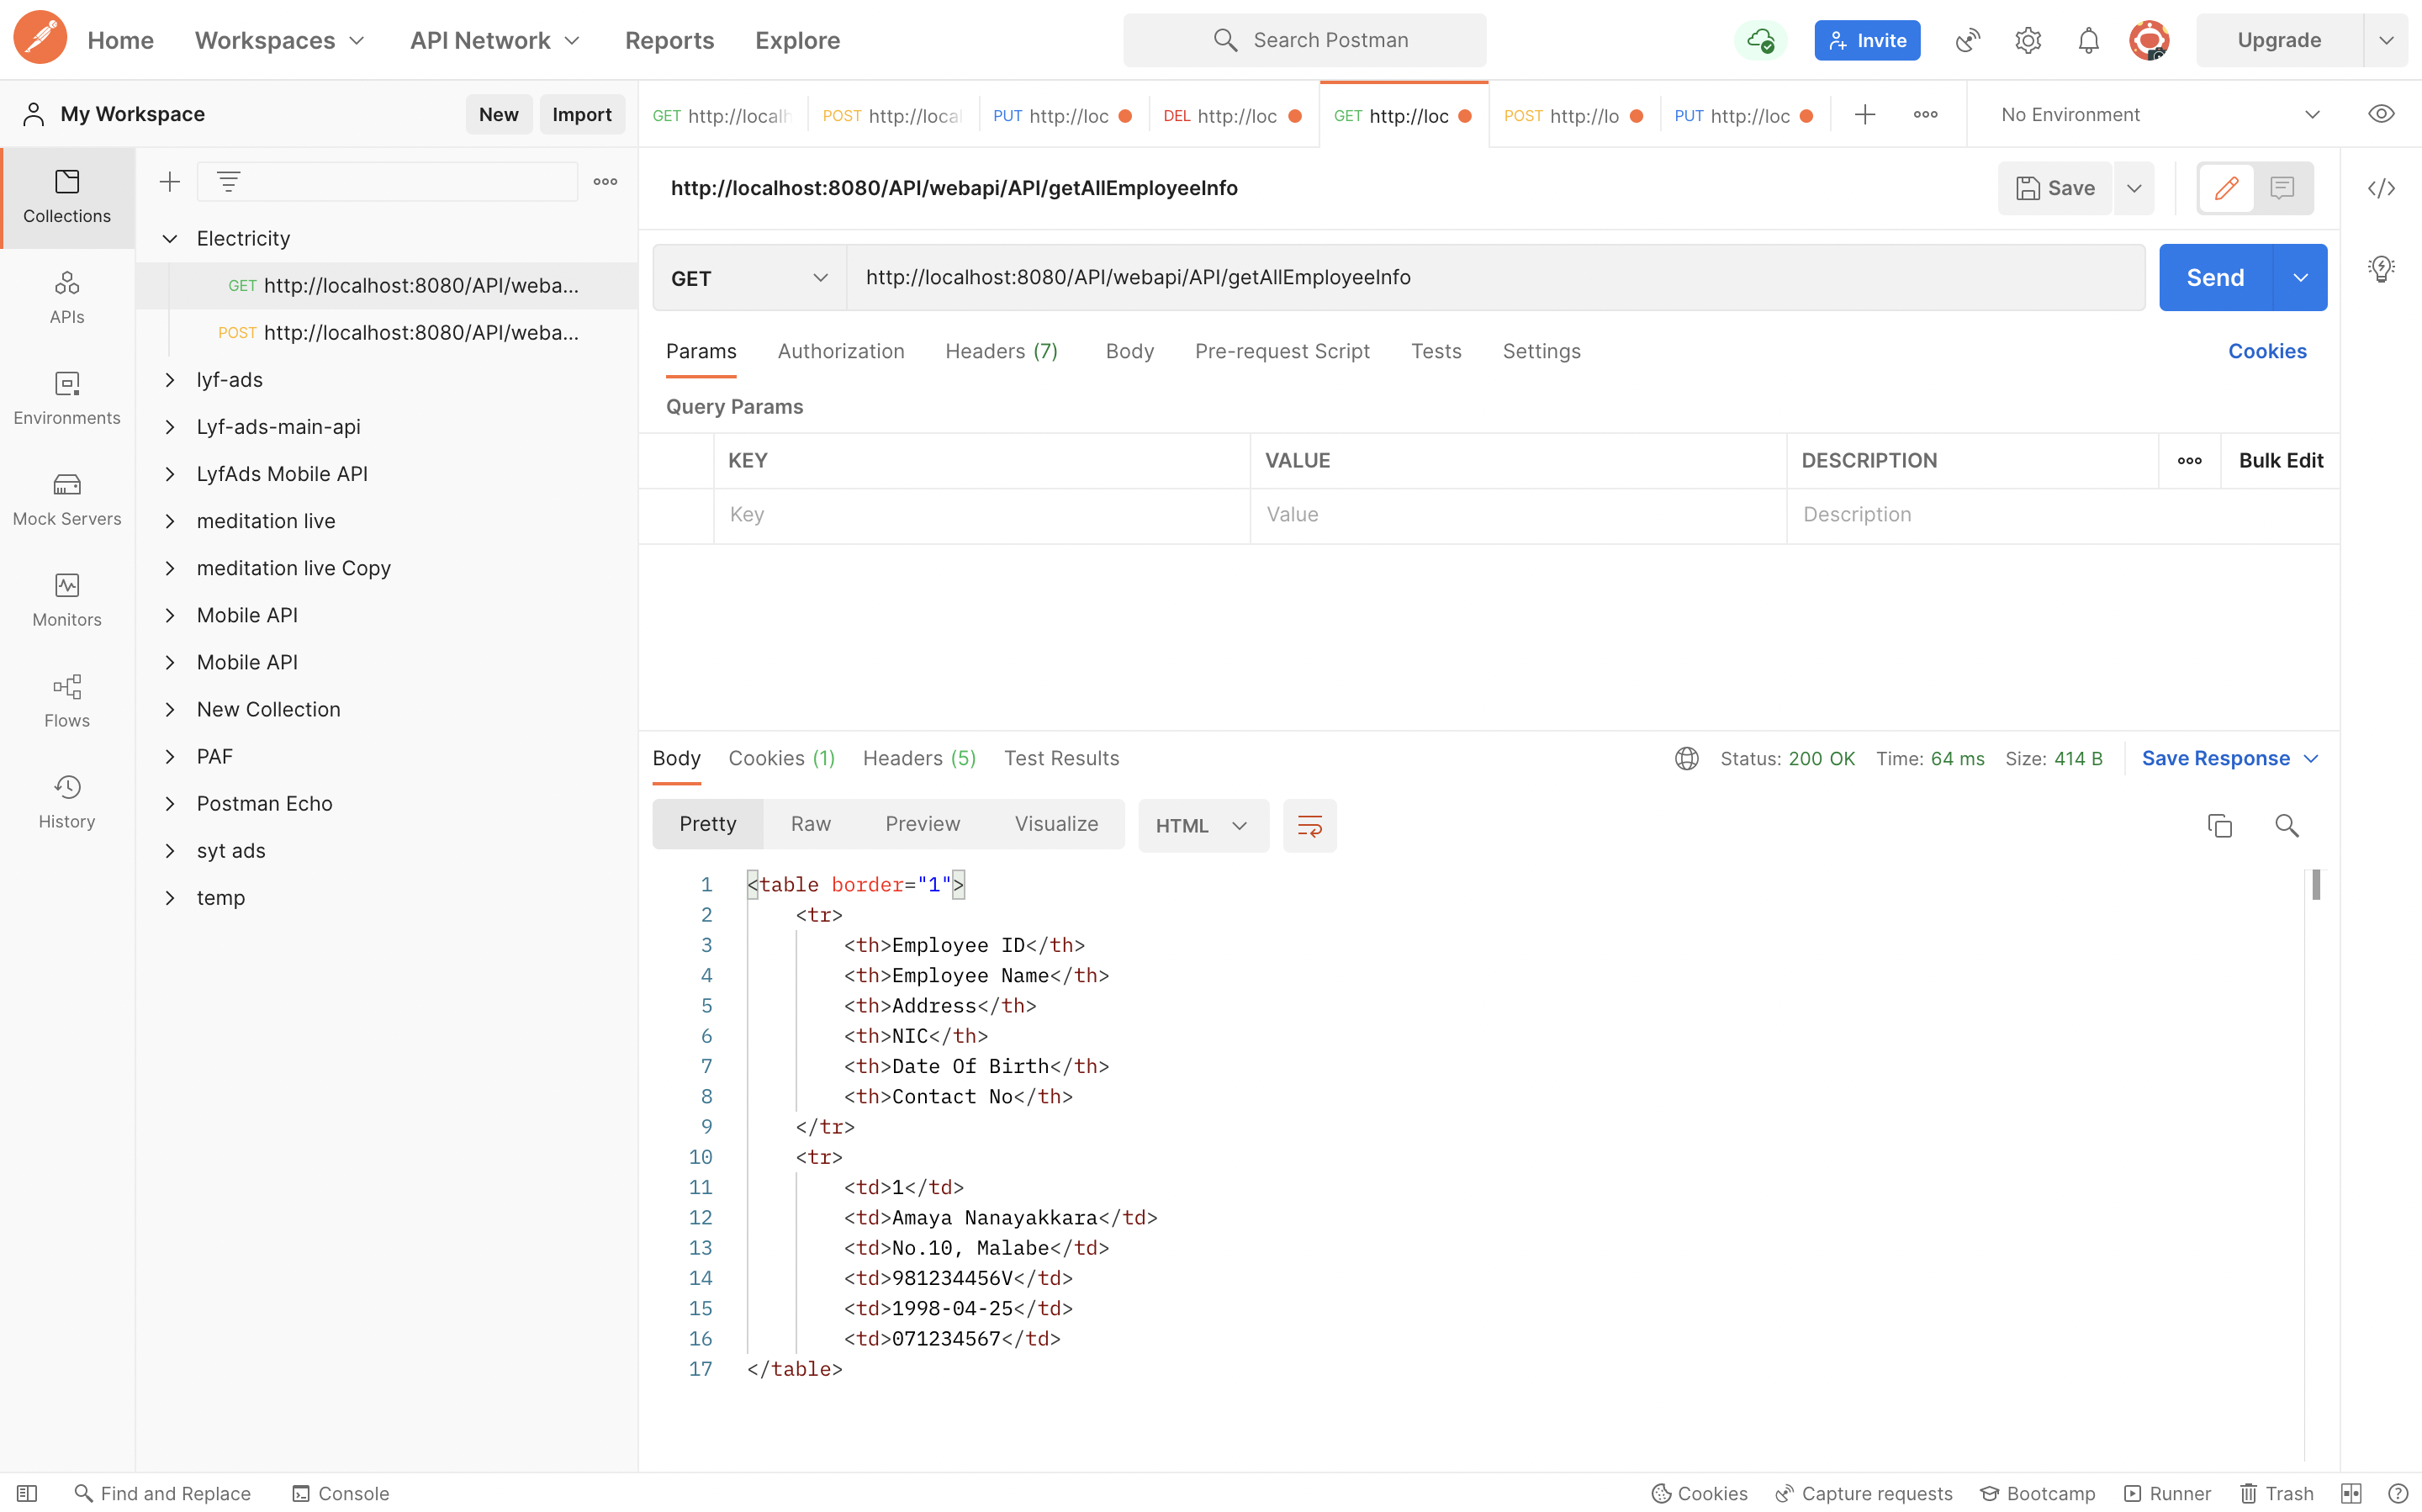 Home Workspaces API Network Reports Explore Search Postman Invite Upgrade
My Workspace New Import GET http://localh POST http://local PUT http://loc DEL http://loc GET http://loc POST http://lo PUT http://loc No Environment
Collections
APIs
Environments
Mock Servers
Monitors
Flows
History
Electricity
GET http://localhost:8080/API/weba...
POST http://localhost:8080/API/weba...
lyf-ads
Lyf-ads-main-api
LyfAds Mobile API
meditation live
meditation live Copy
Mobile API
Mobile API
New Collection
PAF
Postman Echo
syt ads
temp
http://localhost:8080/API/webapi/API/getAllEmployeeInfo Save
GET http://localhost:8080/API/webapi/API/getAllEmployeeInfo Send
Params Authorization Headers (7) Body Pre-request Script Tests Settings Cookies
Query Params
KEY VALUE DESCRIPTION Bulk Edit
Key Value Description
Body Cookies (1) Headers (5) Test Results Status: 200 OK Time: 64 ms Size: 414 B Save Response
Pretty Raw Preview Visualize HTML
1 <table border="1">
2 <tr>
3 <th>Employee ID</th>
4 <th>Employee Name</th>
5 <th>Address</th>
6 <th>NIC</th>
7 <th>Date Of Birth</th>
8 <th>Contact No</th>
9 </tr>
10 <tr>
11 <td>1</td>
12 <td>Amaya Nanayakkara</td>
13 <td>No.10, Malabe</td>
14 <td>981234456V</td>
15 <td>1998-04-25</td>
16 <td>071234567</td>
17 </table>
Find and Replace Console Cookies Capture requests Bootcamp Runner Trash